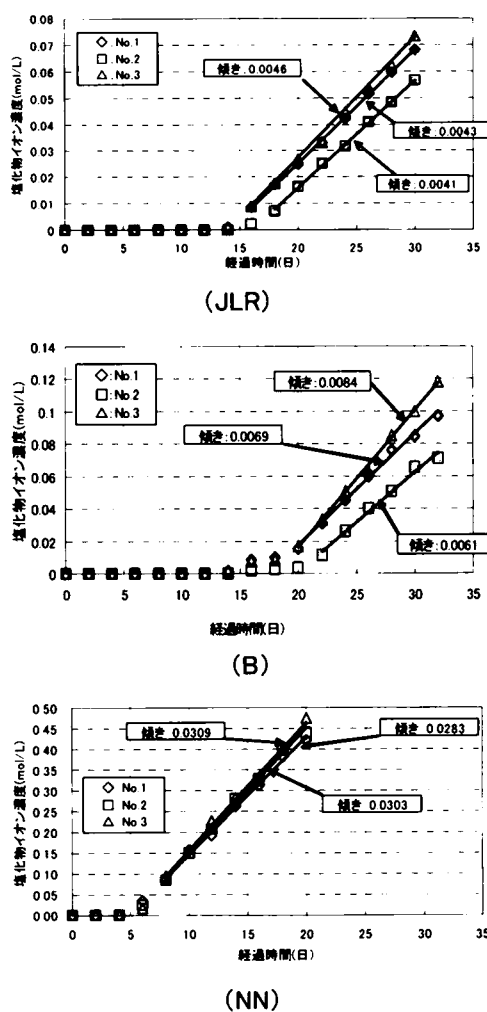 0.08
0.07
0.06
0.05
0.04
0.03
0.02
0.01
0
塩化物イオン濃度(mol/L)
◇:No.1
□:No.2
△:No.3
傾き:0.0046
傾き:0.0043
傾き:0.0041
0 5 10 15 20 25 30 35
経過時間(日)
(JLR)
0.14
0.12
0.1
0.08
0.06
0.04
0.02
0
塩化物イオン濃度(mol/L)
◇:No.1
□:No.2
△:No.3
傾き:0.0084
傾き:0.0069
傾き:0.0061
0 5 10 15 20 25 30 35
経過時間(日)
(B)
0.50
0.45
0.40
0.35
0.30
0.25
0.20
0.15
0.10
0.05
0.00
塩化物イオン濃度(mol/L)
◇ No.1
□ No.2
△ No.3
傾き 0.0309
傾き 0.0283
傾き 0.0303
0 5 10 15 20 25 30 35
経過時間(日)
(NN)